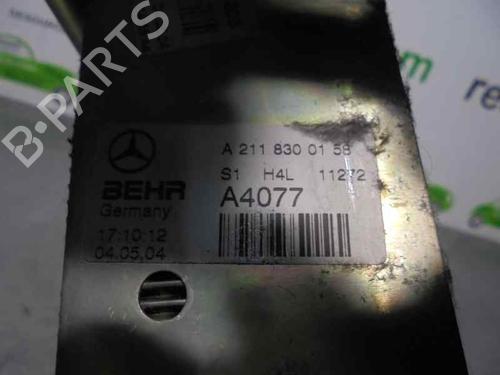 A 211 830 01 58
S1 H4L 11272
BEHR
Germany
A4077
17:10:12
04.05.04
B-PARTS